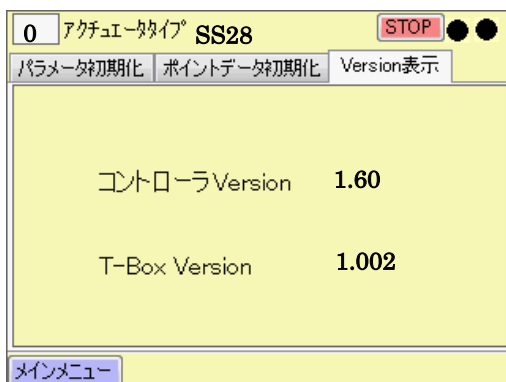 0 アクチュエータタイプ SS28 STOP
パラメータ初期化 ポイントデータ初期化 Version表示
コントローラVersion 1.60
T-Box Version 1.002
メインメニュー